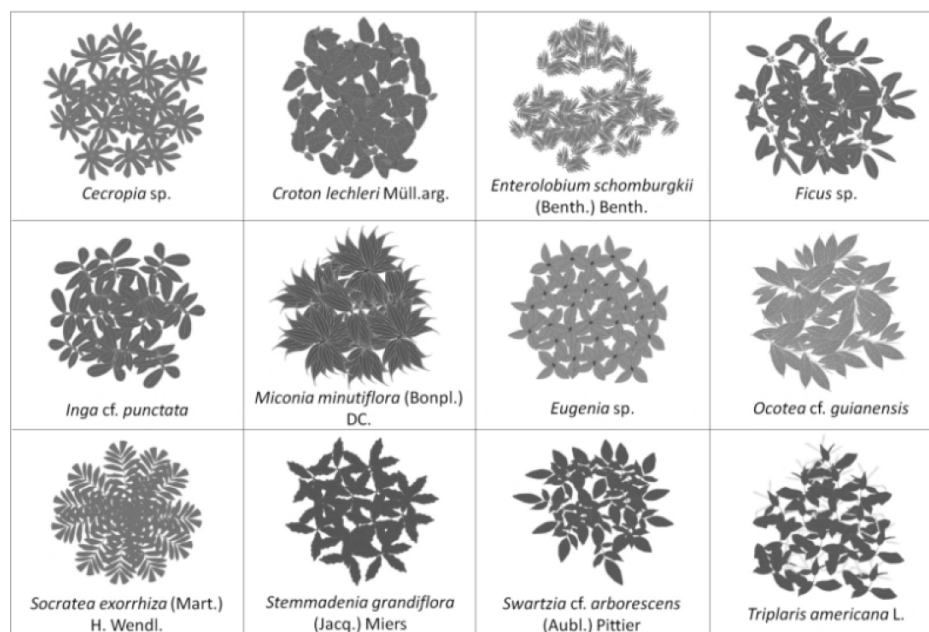 Cecropia sp.
Croton lechleri Müll.arg.
Enterolobium schomburgkii
(Benth.) Benth.
Ficus sp.
Inga cf. punctata
Miconia minutiflora (Bonpl.)
DC.
Eugenia sp.
Ocotea cf. guianensis
Socratea exorrhiza (Mart.)
H. Wendl.
Stemmadenia grandiflora
(Jacq.) Miers
Swartzia cf. arborescens
(Aubl.) Pittier
Triplaris americana L.